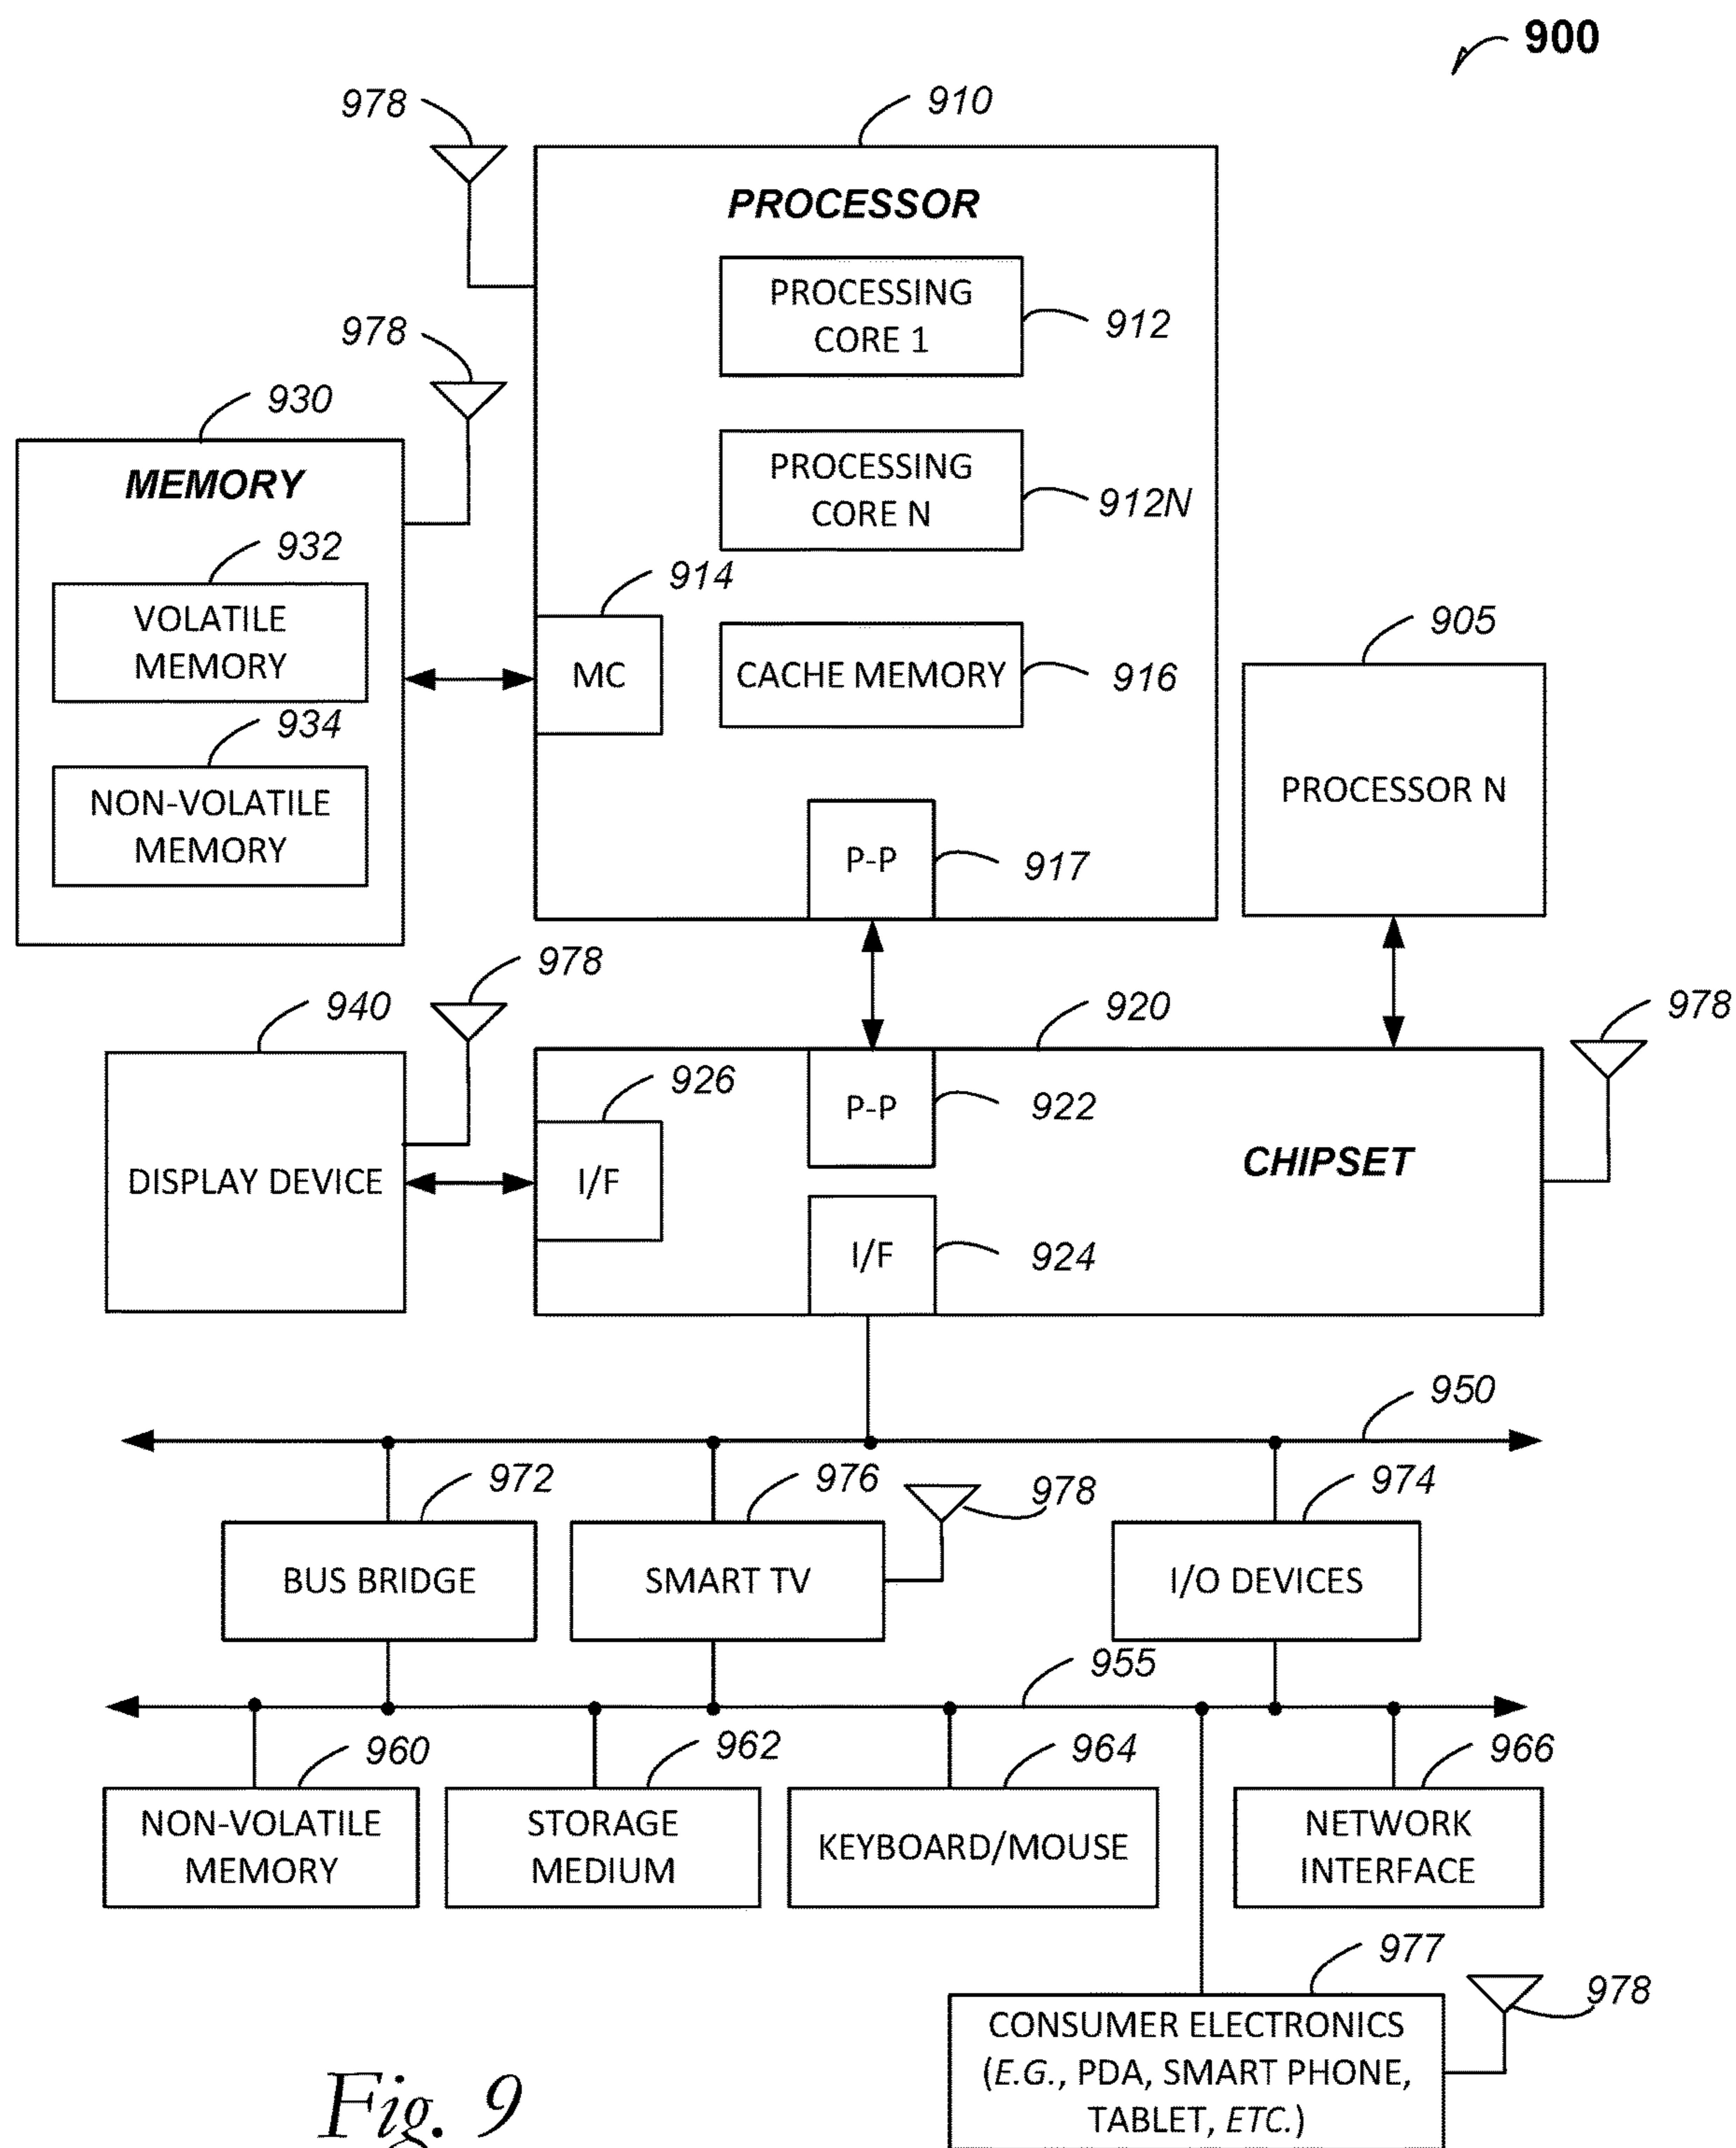 900
978
910
PROCESSOR
PROCESSING
CORE 1
912
978
930
MEMORY
PROCESSING
CORE N
912N
932
VOLATILE
MEMORY
914
MC
CACHE MEMORY
916
905
PROCESSOR N
934
NON-VOLATILE
MEMORY
P-P
917
978
940
DISPLAY DEVICE
920
978
926
I/F
P-P
922
CHIPSET
I/F
924
950
972
BUS BRIDGE
976
SMART TV
978
974
I/O DEVICES
955
960
NON-VOLATILE
MEMORY
962
STORAGE
MEDIUM
964
KEYBOARD/MOUSE
966
NETWORK
INTERFACE
977
CONSUMER ELECTRONICS
(E.G., PDA, SMART PHONE,
TABLET, ETC.)
978
Fig. 9